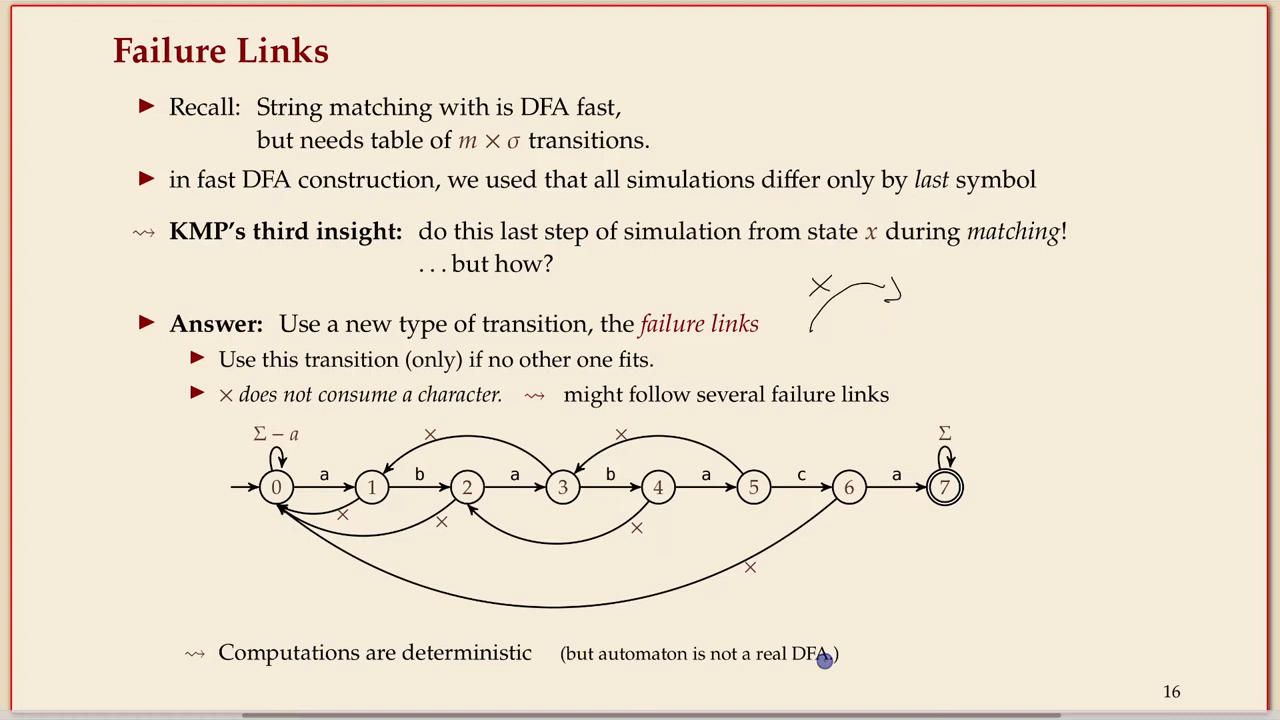 Failure Links
▶ Recall: String matching with is DFA fast,
but needs table of m × σ transitions.
▶ in fast DFA construction, we used that all simulations differ only by last symbol
⇝ KMP's third insight: do this last step of simulation from state x during matching!
. . . but how?
▶ Answer: Use a new type of transition, the failure links
×
▶ Use this transition (only) if no other one fits.
▶ × does not consume a character. ⇝ might follow several failure links
Σ − a × × Σ
a b a b a c a
0 1 2 3 4 5 6 7
× × × ×
⇝ Computations are deterministic (but automaton is not a real DFA.)
16